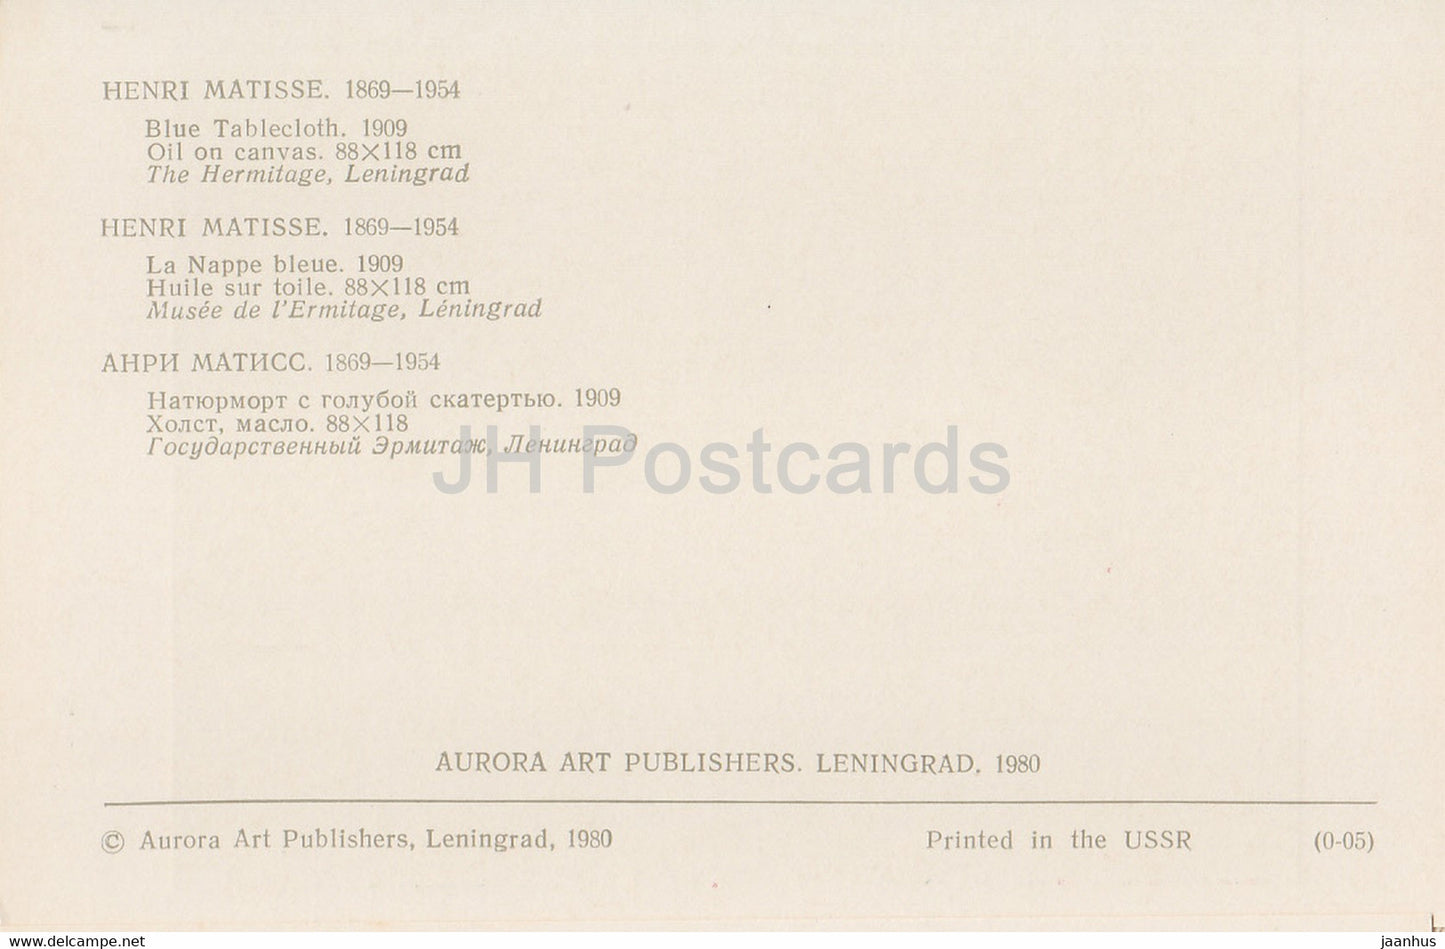 HENRI MATISSE. 1869—1954
Blue Tablecloth. 1909
Oil on canvas. 88×118 cm
The Hermitage, Leningrad
HENRI MATISSE. 1869—1954
La Nappe bleue. 1909
Huile sur toile. 88×118 cm
Musée de l'Ermitage, Léningrad
АНРИ МАТИСС. 1869—1954
Натюрморт с голубой скатертью. 1909
Холст, масло. 88×118
Государственный Эрмитаж, Ленинград
JH Postcards
AURORA ART PUBLISHERS. LENINGRAD. 1980
© Aurora Art Publishers, Leningrad, 1980 Printed in the USSR (0-05)
www.delcampe.net jaanhus